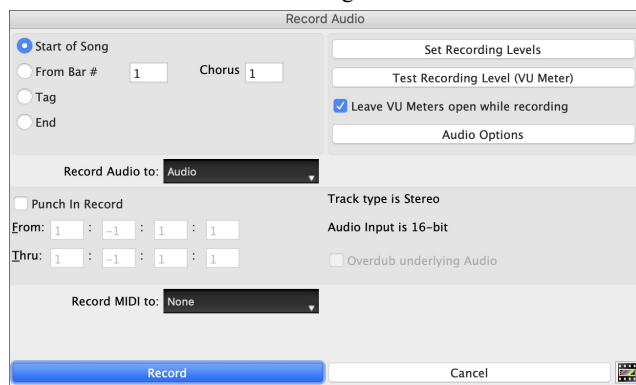 Record Audio
Start of Song
From Bar # 1 Chorus 1
Tag
End
Set Recording Levels
Test Recording Level (VU Meter)
Leave VU Meters open while recording
Audio Options
Record Audio to: Audio
Punch In Record
From: 1 : -1 : 1 : 1
Thru: 1 : -1 : 1 : 1
Track type is Stereo
Audio Input is 16-bit
Overdub underlying Audio
Record MIDI to: None
Record Cancel